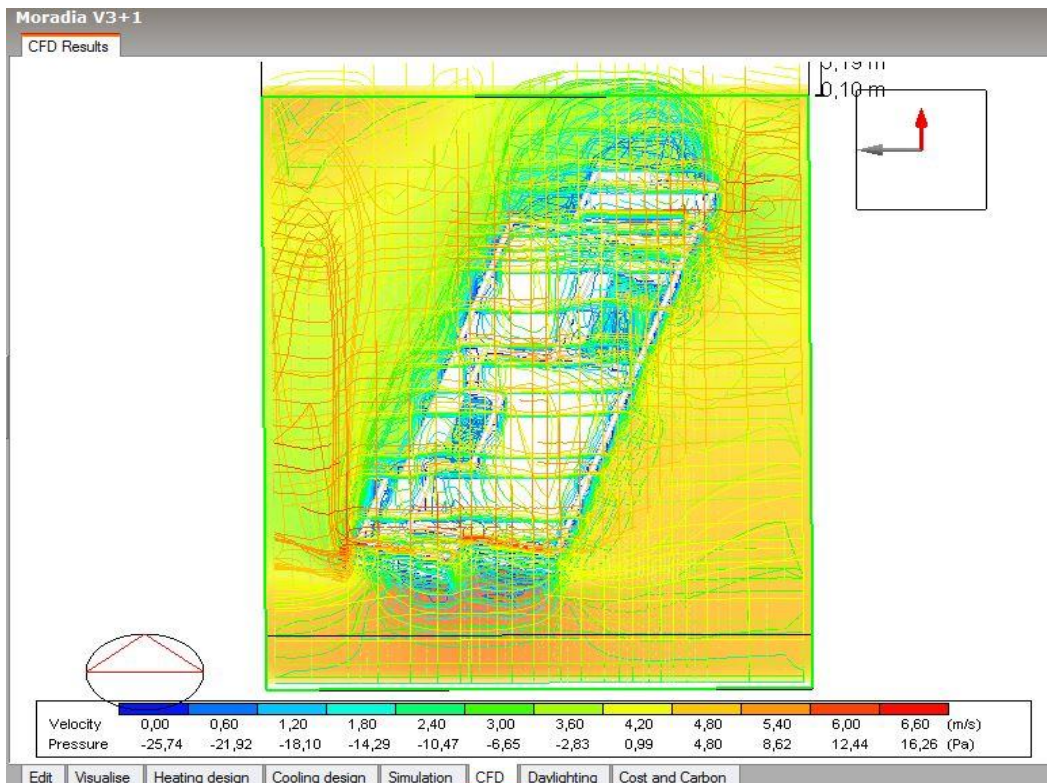 Moradia V3+1
CFD Results
0,10 m
Velocity 0,00 0,60 1,20 1,80 2,40 3,00 3,60 4,20 4,80 5,40 6,00 6,60 (m/s)
Pressure -25,74 -21,92 -18,10 -14,29 -10,47 -6,65 -2,83 0,99 4,80 8,62 12,44 16,26 (Pa)
Edit Visualise Heating design Cooling design Simulation CFD Daylighting Cost and Carbon